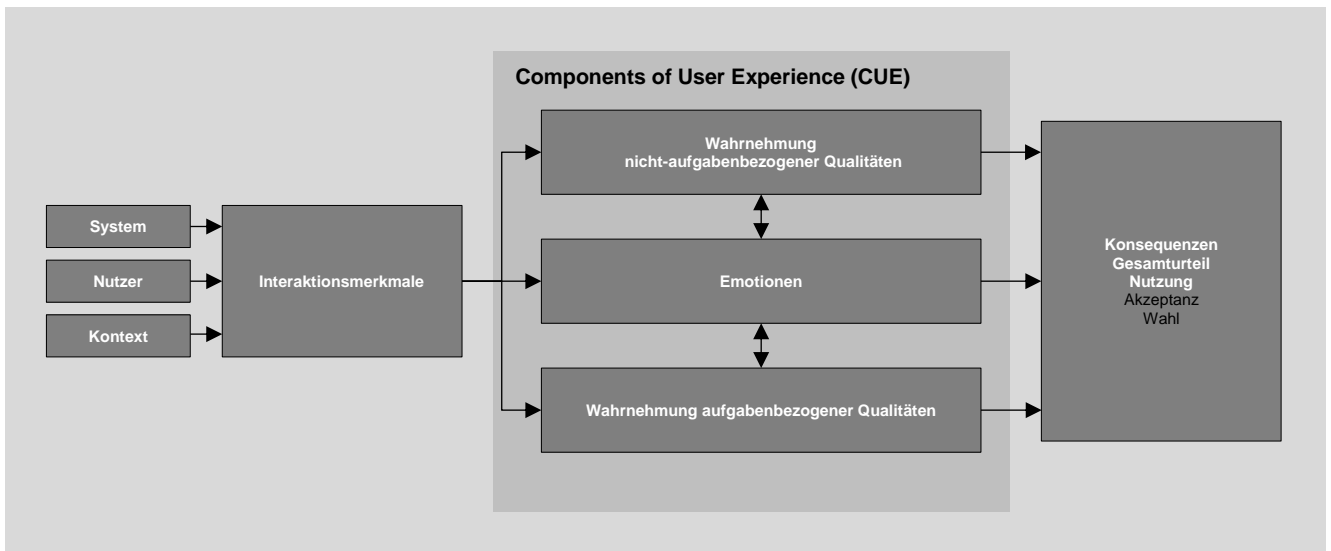 Components of User Experience (CUE)
Wahrnehmung
nicht-aufgabenbezogener Qualitäten
System
Nutzer
Kontext
Interaktionsmerkmale
Emotionen
Wahrnehmung aufgabenbezogener Qualitäten
Konsequenzen
Gesamturteil
Nutzung
Akzeptanz
Wahl